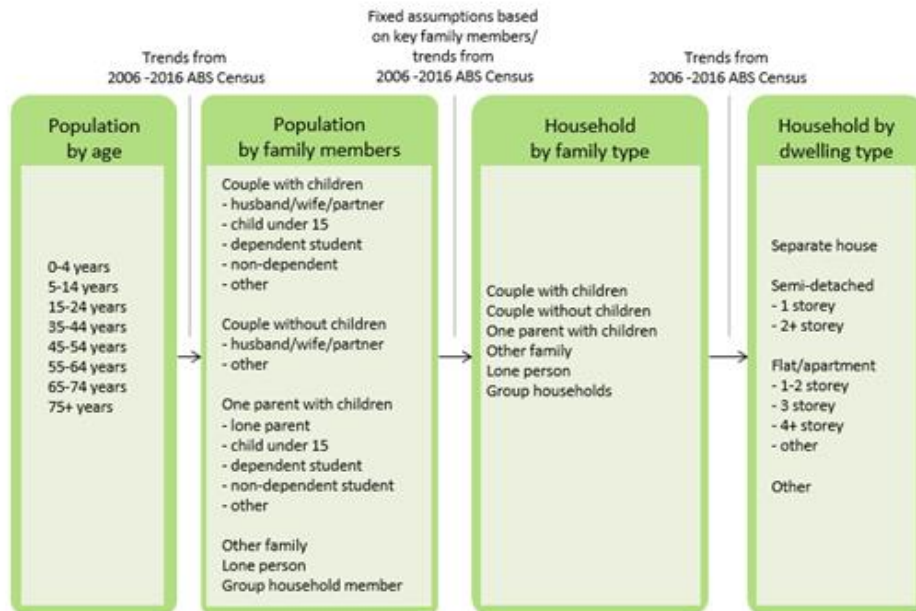 Trends from
2006 -2016 ABS Census
Fixed assumptions based
on key family members/
trends from
2006 -2016 ABS Census
Trends from
2006 -2016 ABS Census
Population
by age
0-4 years
5-14 years
15-24 years
35-44 years
45-54 years
55-64 years
65-74 years
75+ years
Population
by family members
Couple with children
- husband/wife/partner
- child under 15
- dependent student
- non-dependent
- other
Couple without children
- husband/wife/partner
- other
One parent with children
- lone parent
- child under 15
- dependent student
- non-dependent student
- other
Other family
Lone person
Group household member
Household
by family type
Couple with children
Couple without children
One parent with children
Other family
Lone person
Group households
Household by
dwelling type
Separate house
Semi-detached
- 1 storey
- 2+ storey
Flat/apartment
- 1-2 storey
- 3 storey
- 4+ storey
- other
Other